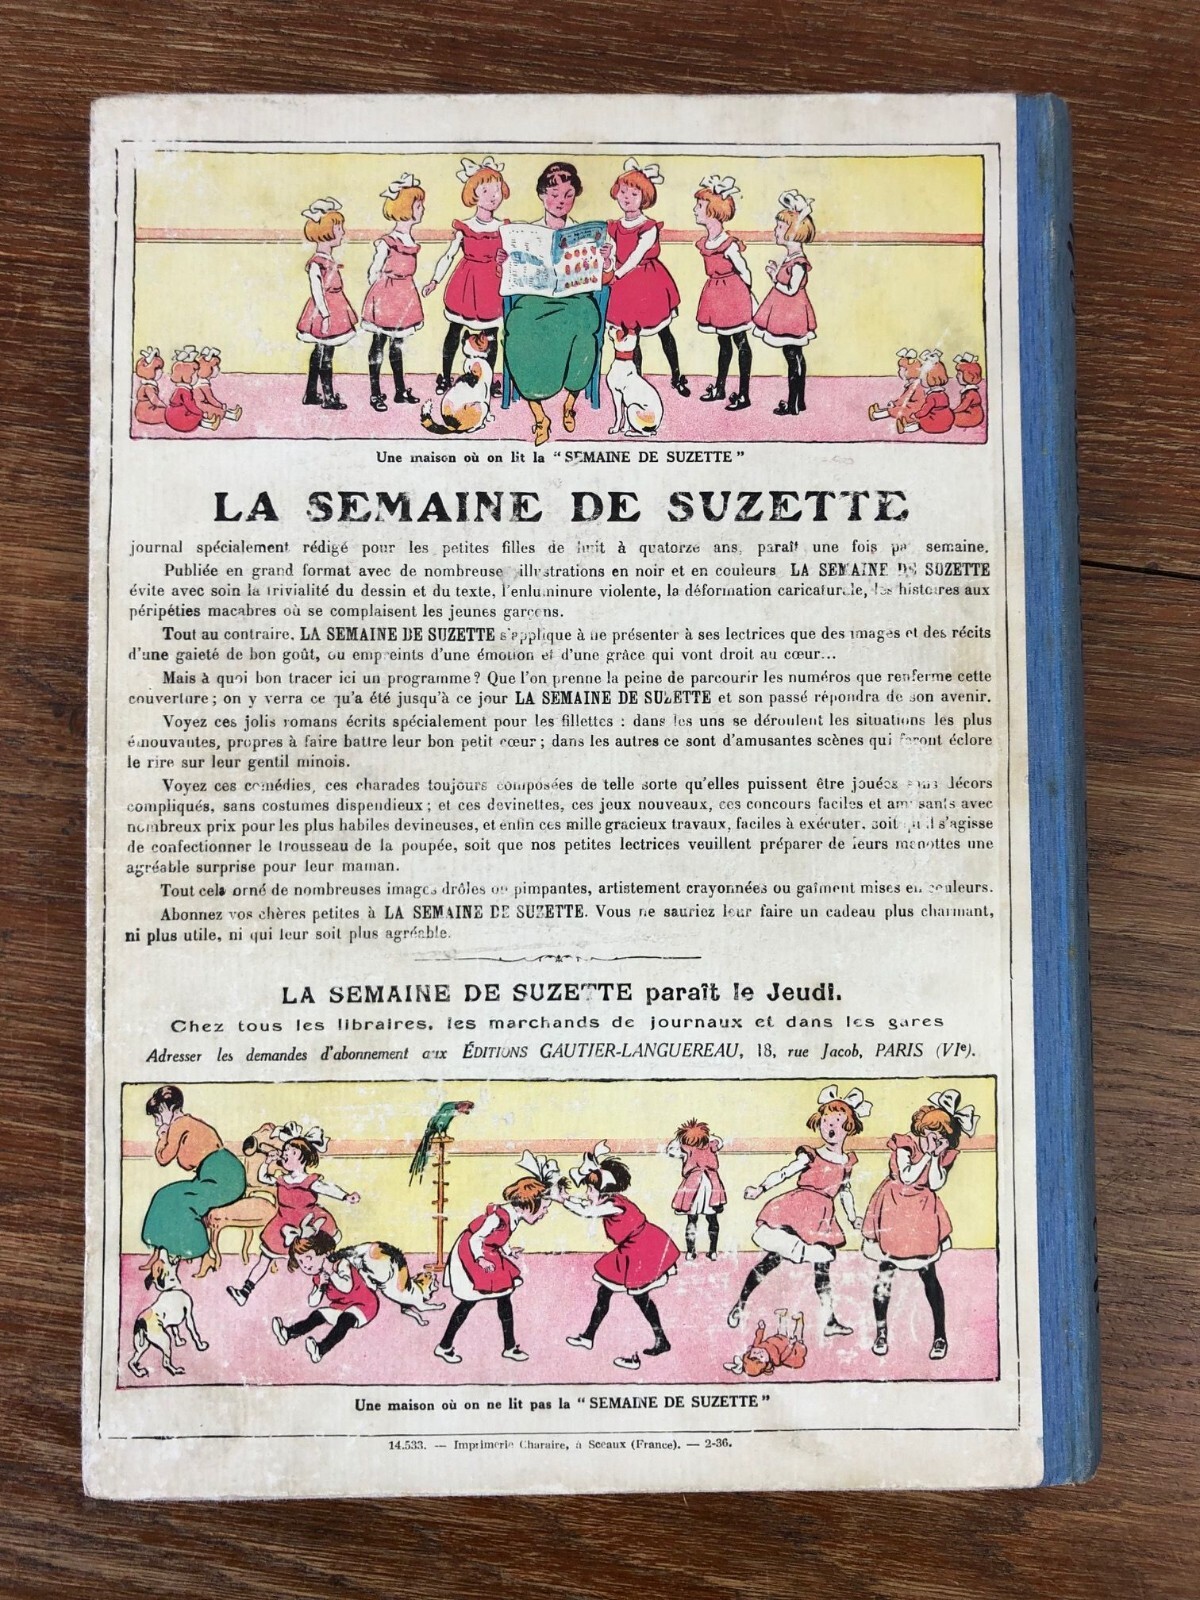 Une maison où on lit la “SEMAINE DE SUZETTE”
LA SEMAINE DE SUZETTE
journal spécialement rédigé pour les petites filles de huit à quatorze ans, paraît une fois par semaine.
Publiée en grand format avec de nombreuses illustrations en noir et en couleurs LA SEMAINE DE SUZETTE
évite avec soin la trivialité du dessin et du texte, l'enluminure violente, la déformation caricaturale, les histoires aux
péripéties macabres où se complaisent les jeunes garçons.
Tout au contraire, LA SEMAINE DE SUZETTE s'applique à ne présenter à ses lectrices que des images et des récits
d'une gaieté de bon goût, ou empreints d'une émotion et d'une grâce qui vont droit au cœur...
Mais à quoi bon tracer ici un programme? Que l'on prenne la peine de parcourir les numéros que renferme cette
couverture; on y verra ce qu'a été jusqu'à ce jour LA SEMAINE DE SUZETTE et son passé répondra de son avenir.
Voyez ces jolis romans écrits spécialement pour les fillettes : dans les uns se déroulent les situations les plus
émouvantes, propres à faire battre leur bon petit cœur; dans les autres ce sont d'amusantes scènes qui feront éclore
le rire sur leur gentil minois.
Voyez ces comédies, ces charades toujours composées de telle sorte qu'elles puissent être jouées sans décors
compliqués, sans costumes dispendieux; et ces devinettes, ces jeux nouveaux, ces concours faciles et amusants avec
nombreux prix pour les plus habiles devineuses, et enfin ces mille gracieux travaux, faciles à exécuter, soit qu'il s'agisse
de confectionner le trousseau de la poupée, soit que nos petites lectrices veuillent préparer de leurs menottes une
agréable surprise pour leur maman.
Tout cela orné de nombreuses images drôles ou pimpantes, artistement crayonnées ou gaîment mises en couleurs.
Abonnez vos chères petites à LA SEMAINE DE SUZETTE. Vous ne sauriez leur faire un cadeau plus charmant,
ni plus utile, ni qui leur soit plus agréable.
LA SEMAINE DE SUZETTE paraît le Jeudi.
Chez tous les libraires, les marchands de journaux et dans les gares
Adresser les demandes d'abonnement aux ÉDITIONS GAUTIER-LANGUEREAU, 18, rue Jacob, PARIS (VIe).
Une maison où on ne lit pas la “SEMAINE DE SUZETTE”
14.533. — Imprimerie Charaire, à Sceaux (France). — 2-36.